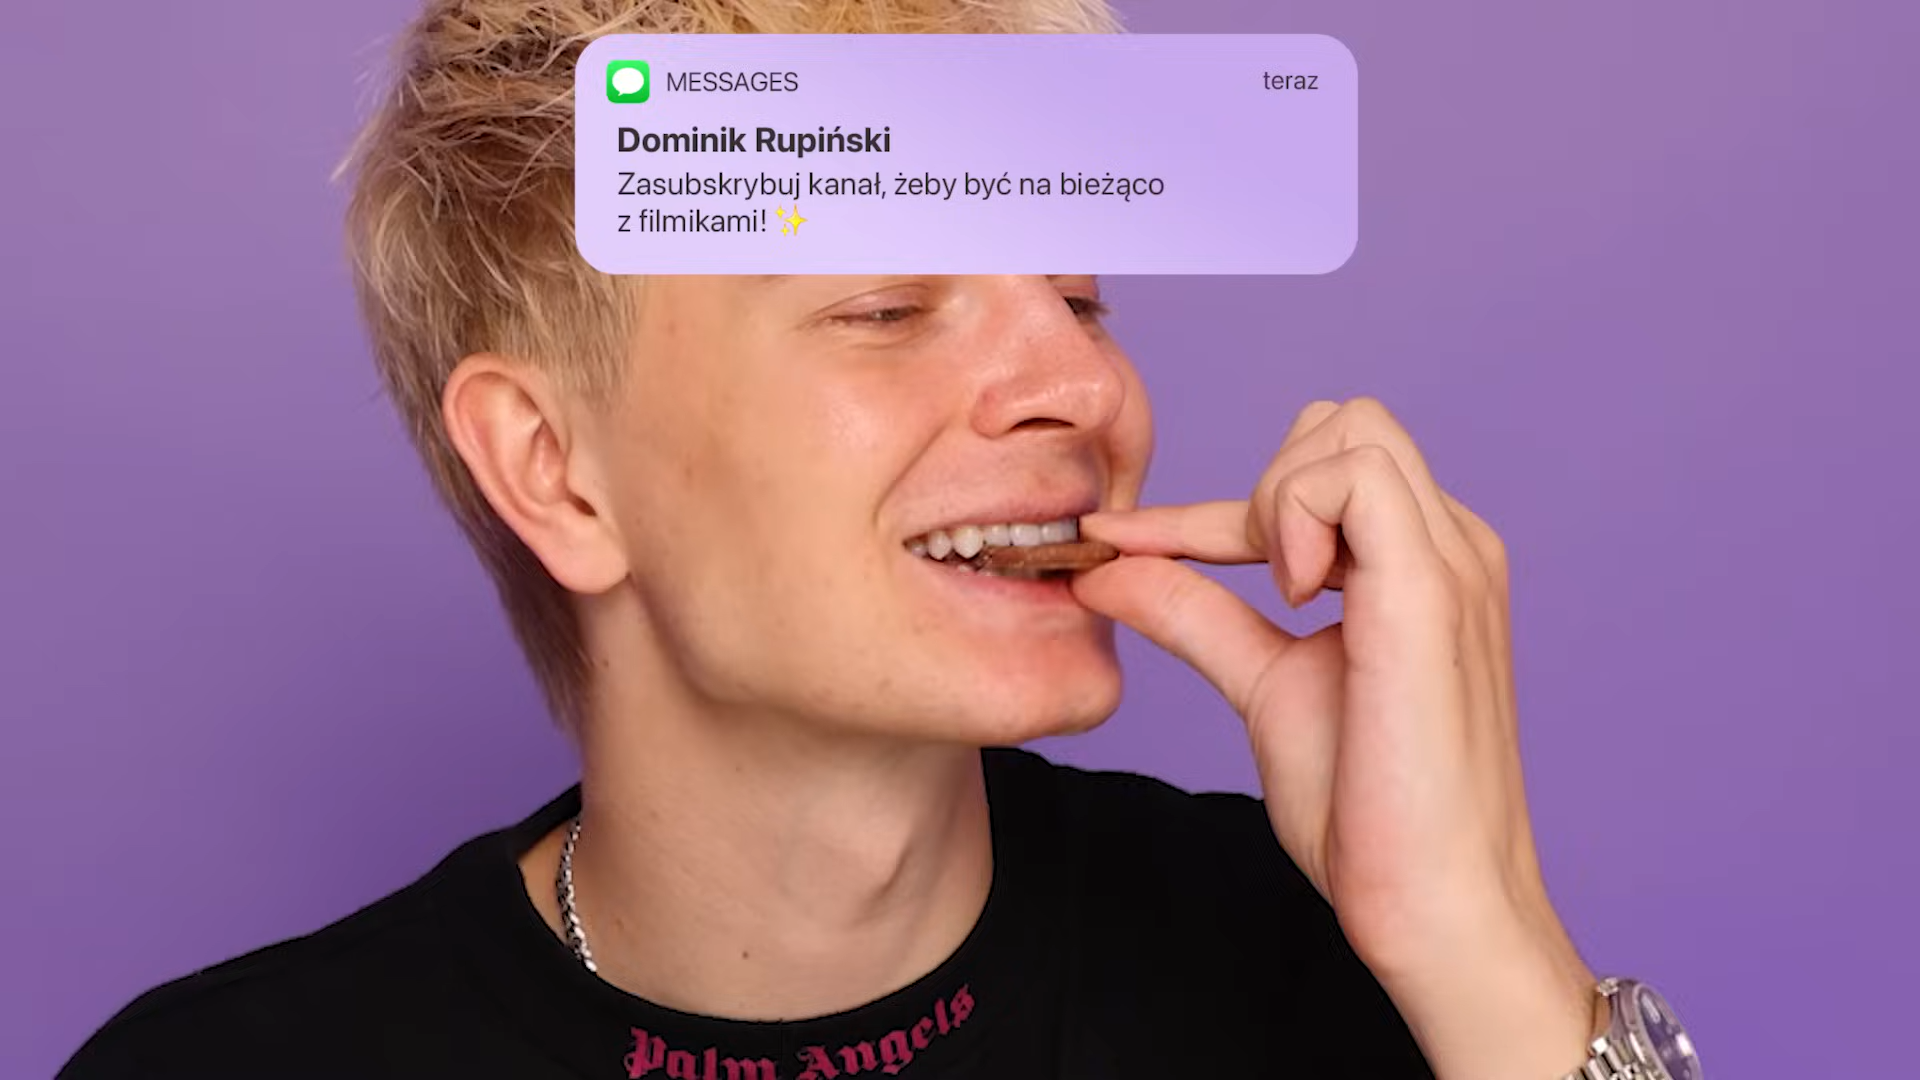 MESSAGES
teraz
Dominik Rupiński
Zasubskrybuj kanał, żeby być na bieżąco
z filmikami! ✨
Palm Angels